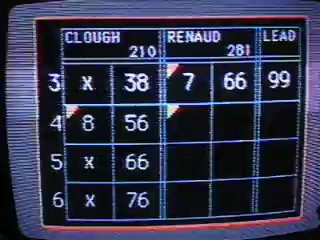 CLOUGH RENAUD LEAD
210 281
3 x 38 7 66 99
4 8 56
5 x 66
6 x 76